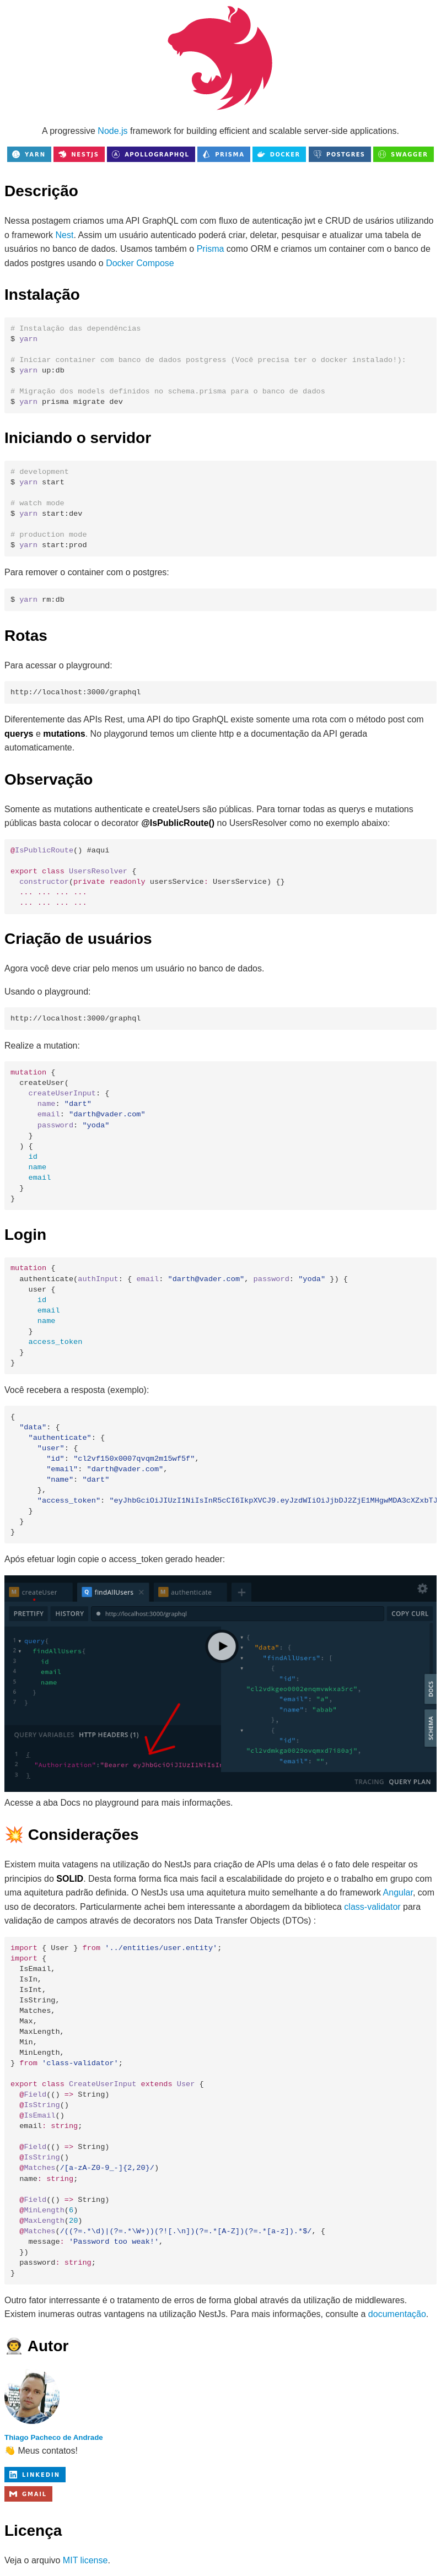 A progressive Node.js framework for building efficient and scalable server-side applications.
YARN NESTJS APOLLOGRAPHQL PRISMA DOCKER POSTGRES SWAGGER
Descrição
Nessa postagem criamos uma API GraphQL com com fluxo de autenticação jwt e CRUD de usários utilizando
o framework Nest. Assim um usuário autenticado poderá criar, deletar, pesquisar e atualizar uma tabela de
usuários no banco de dados. Usamos também o Prisma como ORM e criamos um container com o banco de
dados postgres usando o Docker Compose
Instalação
# Instalação das dependências
$ yarn
# Iniciar container com banco de dados postgress (Você precisa ter o docker instalado!):
$ yarn up:db
# Migração dos models definidos no schema.prisma para o banco de dados
$ yarn prisma migrate dev
Iniciando o servidor
# development
$ yarn start
# watch mode
$ yarn start:dev
# production mode
$ yarn start:prod
Para remover o container com o postgres:
$ yarn rm:db
Rotas
Para acessar o playground:
http://localhost:3000/graphql
Diferentemente das APIs Rest, uma API do tipo GraphQL existe somente uma rota com o método post com
querys e mutations. No playgorund temos um cliente http e a documentação da API gerada
automaticamente.
Observação
Somente as mutations authenticate e createUsers são públicas. Para tornar todas as querys e mutations
públicas basta colocar o decorator @IsPublicRoute() no UsersResolver como no exemplo abaixo:
@IsPublicRoute() #aqui
export class UsersResolver {
constructor(private readonly usersService: UsersService) {}
... ... ... ...
... ... ... ...
Criação de usuários
Agora você deve criar pelo menos um usuário no banco de dados.
Usando o playground:
http://localhost:3000/graphql
Realize a mutation:
mutation {
createUser(
createUserInput: {
name: "dart"
email: "darth@vader.com"
password: "yoda"
}
) {
id
name
email
}
}
Login
mutation {
authenticate(authInput: { email: "darth@vader.com", password: "yoda" }) {
user {
id
email
name
}
access_token
}
}
Você recebera a resposta (exemplo):
{
"data": {
"authenticate": {
"user": {
"id": "cl2vf150x0007qvqm2m15wf5f",
"email": "darth@vader.com",
"name": "dart"
},
"access_token": "eyJhbGciOiJIUzI1NiIsInR5cCI6IkpXVCJ9.eyJzdWIiOiJjbDJ2ZjE1MHgwMDA3cXZxbTJ
}
}
}
Após efetuar login copie o access_token gerado header:
createUser Q findAllUsers authenticate +
PRETTIFY HISTORY http://localhost:3000/graphql COPY CURL
1 query{
2 findAllUsers{
3 id
4 email
5 name
6 }
7 }
{
"data": {
"findAllUsers": [
{
"id":
"email": "a",
"name": "abab"
},
{
"id":
"email": "",
DOCS
SCHEMA
QUERY VARIABLES HTTP HEADERS (1)
1 {
2 "Authorization":"Bearer eyJhbGciOiJIUzI1NiIsIn
3 }
TRACING QUERY PLAN
Acesse a aba Docs no playground para mais informações.
💥 Considerações
Existem muita vatagens na utilização do NestJs para criação de APIs uma delas é o fato dele respeitar os
principios do SOLID. Desta forma forma fica mais facil a escalabilidade do projeto e o trabalho em grupo com
uma aquitetura padrão definida. O NestJs usa uma aquitetura muito semelhante a do framework Angular, com
uso de decorators. Particularmente achei bem interessante a abordagem da biblioteca class-validator para
validação de campos através de decorators nos Data Transfer Objects (DTOs) :
import { User } from '../entities/user.entity';
import {
IsEmail,
IsIn,
IsInt,
IsString,
Matches,
Max,
MaxLength,
Min,
MinLength,
} from 'class-validator';
export class CreateUserInput extends User {
@Field(() => String)
@IsString()
@IsEmail()
email: string;
@Field(() => String)
@IsString()
@Matches(/[a-zA-Z0-9_-]{2,20}/)
name: string;
@Field(() => String)
@MinLength(6)
@MaxLength(20)
@Matches(/((?=.*\d)|(?=.*\W+))(?![.\n])(?=.*[A-Z])(?=.*[a-z]).*$/, {
message: 'Password too weak!',
})
password: string;
}
Outro fator interressante é o tratamento de erros de forma global através da utilização de middlewares.
Existem inumeras outras vantagens na utilização NestJs. Para mais informações, consulte a documentação.
👨‍🚀 Autor
Thiago Pacheco de Andrade
👋 Meus contatos!
LINKEDIN
GMAIL
Licença
Veja o arquivo MIT license.